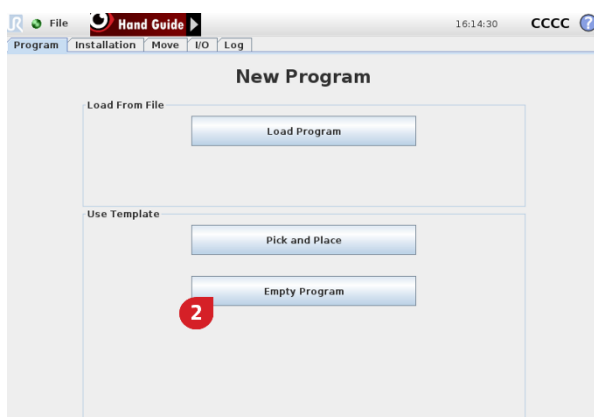 File Hand Guide 16:14:30 CCCC ?
Program Installation Move I/O Log
New Program
Load From File
Load Program
Use Template
Pick and Place
Empty Program
2